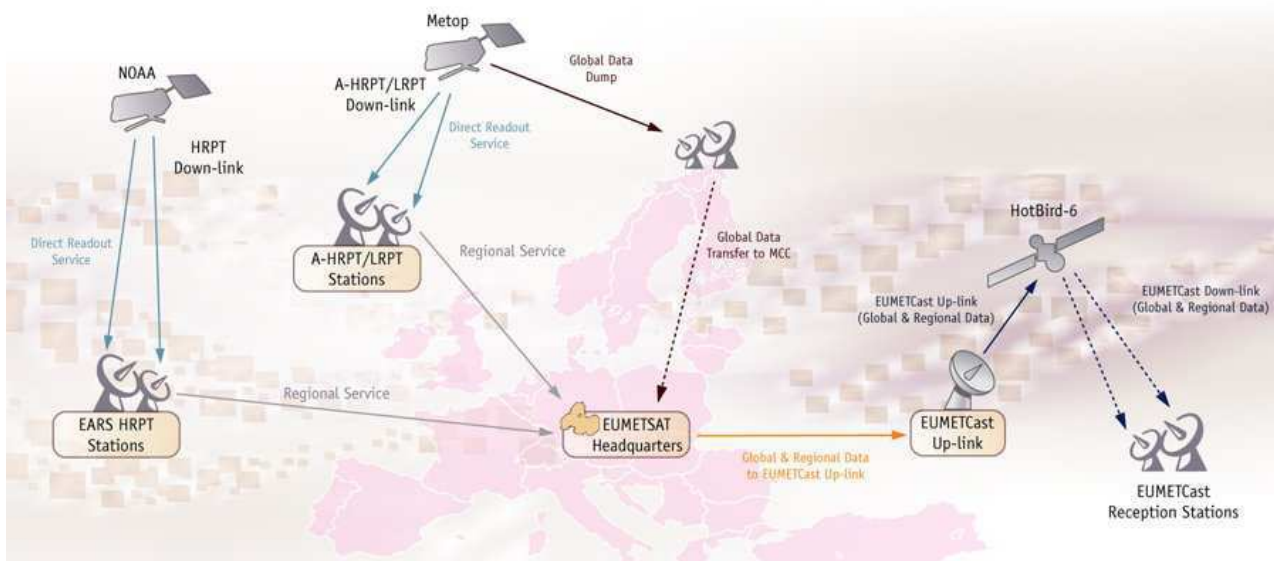 Metop
NOAA
A-HRPT/LRPT
Down-link
Global Data
Dump
HRPT
Down-link
Direct Readout
Service
Direct Readout
Service
A-HRPT/LRPT
Stations
Regional Service
Global Data
Transfer to MCC
HotBird-6
EUMETCast Up-link
(Global & Regional Data)
EUMETCast Down-link
(Global & Regional Data)
EARS HRPT
Stations
Regional Service
EUMETSAT
Headquarters
Global & Regional Data
to EUMETCast Up-link
EUMETCast
Up-link
EUMETCast
Reception Stations